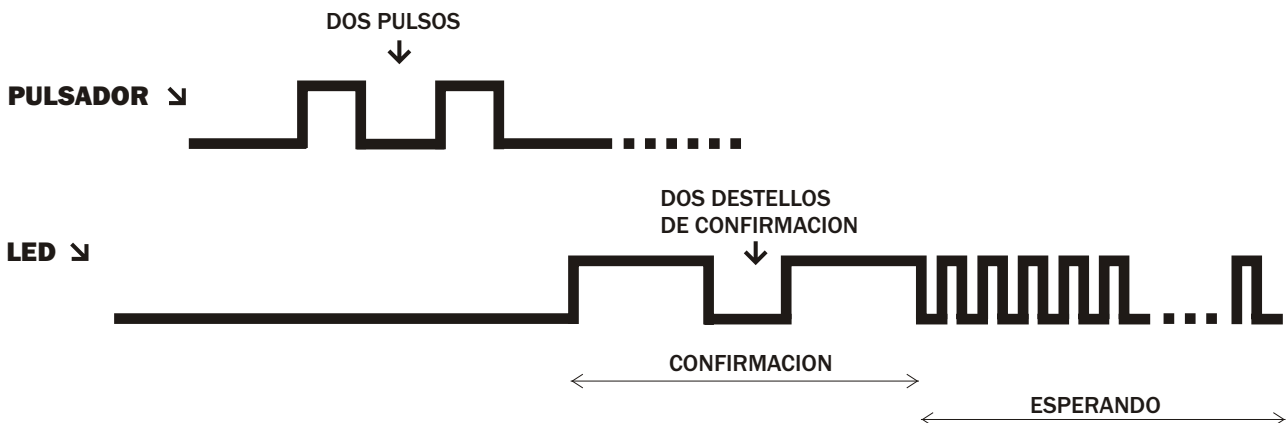 DOS PULSOS
PULSADOR
DOS DESTELLOS
DE CONFIRMACION
LED
CONFIRMACION
ESPERANDO